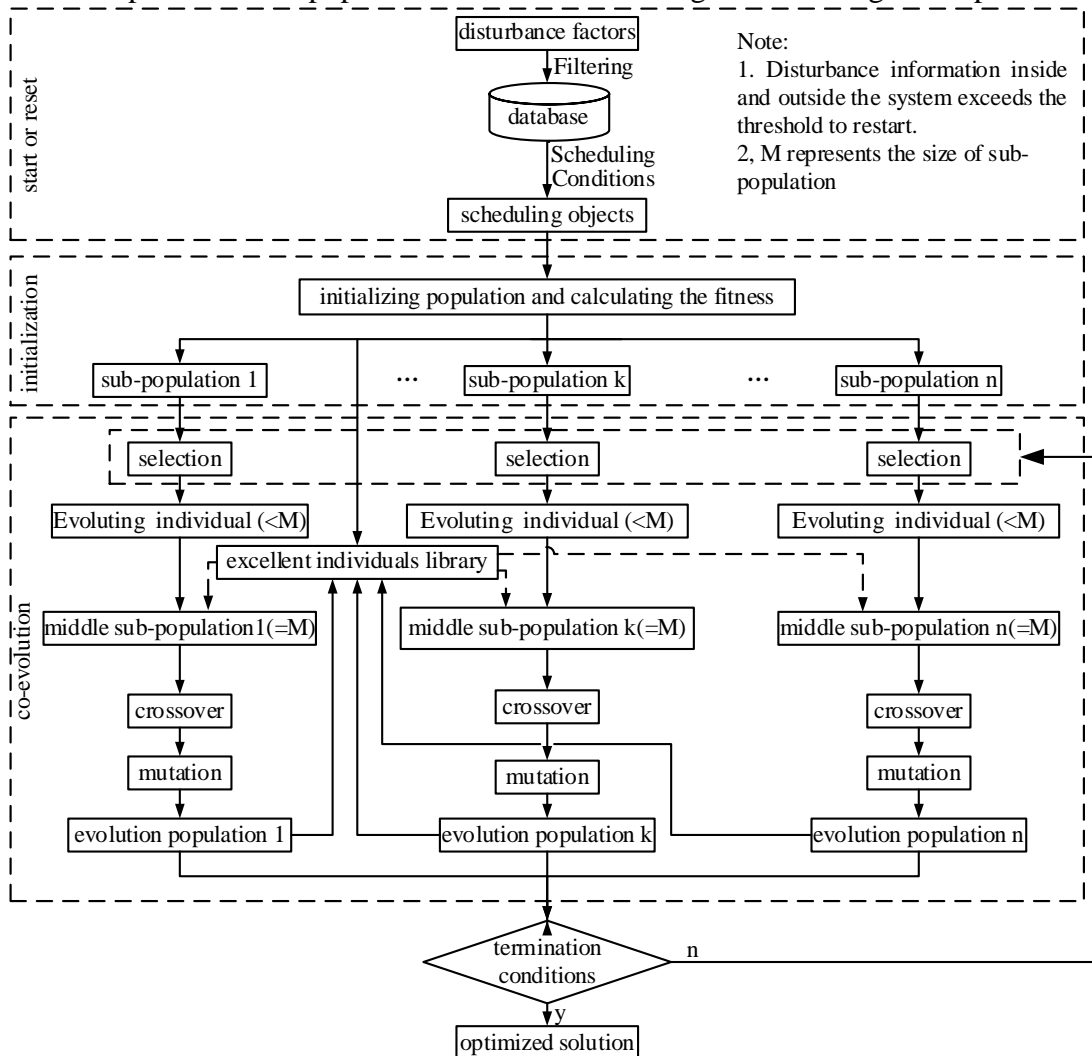 disturbance factors
Filtering
database
Scheduling
Conditions
scheduling objects
start or reset
Note:
1. Disturbance information inside
and outside the system exceeds the
threshold to restart.
2, M represents the size of sub-
population
initialization
initializing population and calculating the fitness
sub-population 1
...
sub-population k
...
sub-population n
co-evolution
selection
selection
selection
Evoluting individual (<M)
Evoluting individual (<M)
Evoluting individual (<M)
excellent individuals library
middle sub-population1(=M)
middle sub-population k(=M)
middle sub-population n(=M)
crossover
crossover
crossover
mutation
mutation
mutation
evolution population 1
evolution population k
evolution population n
termination
conditions
n
y
optimized solution